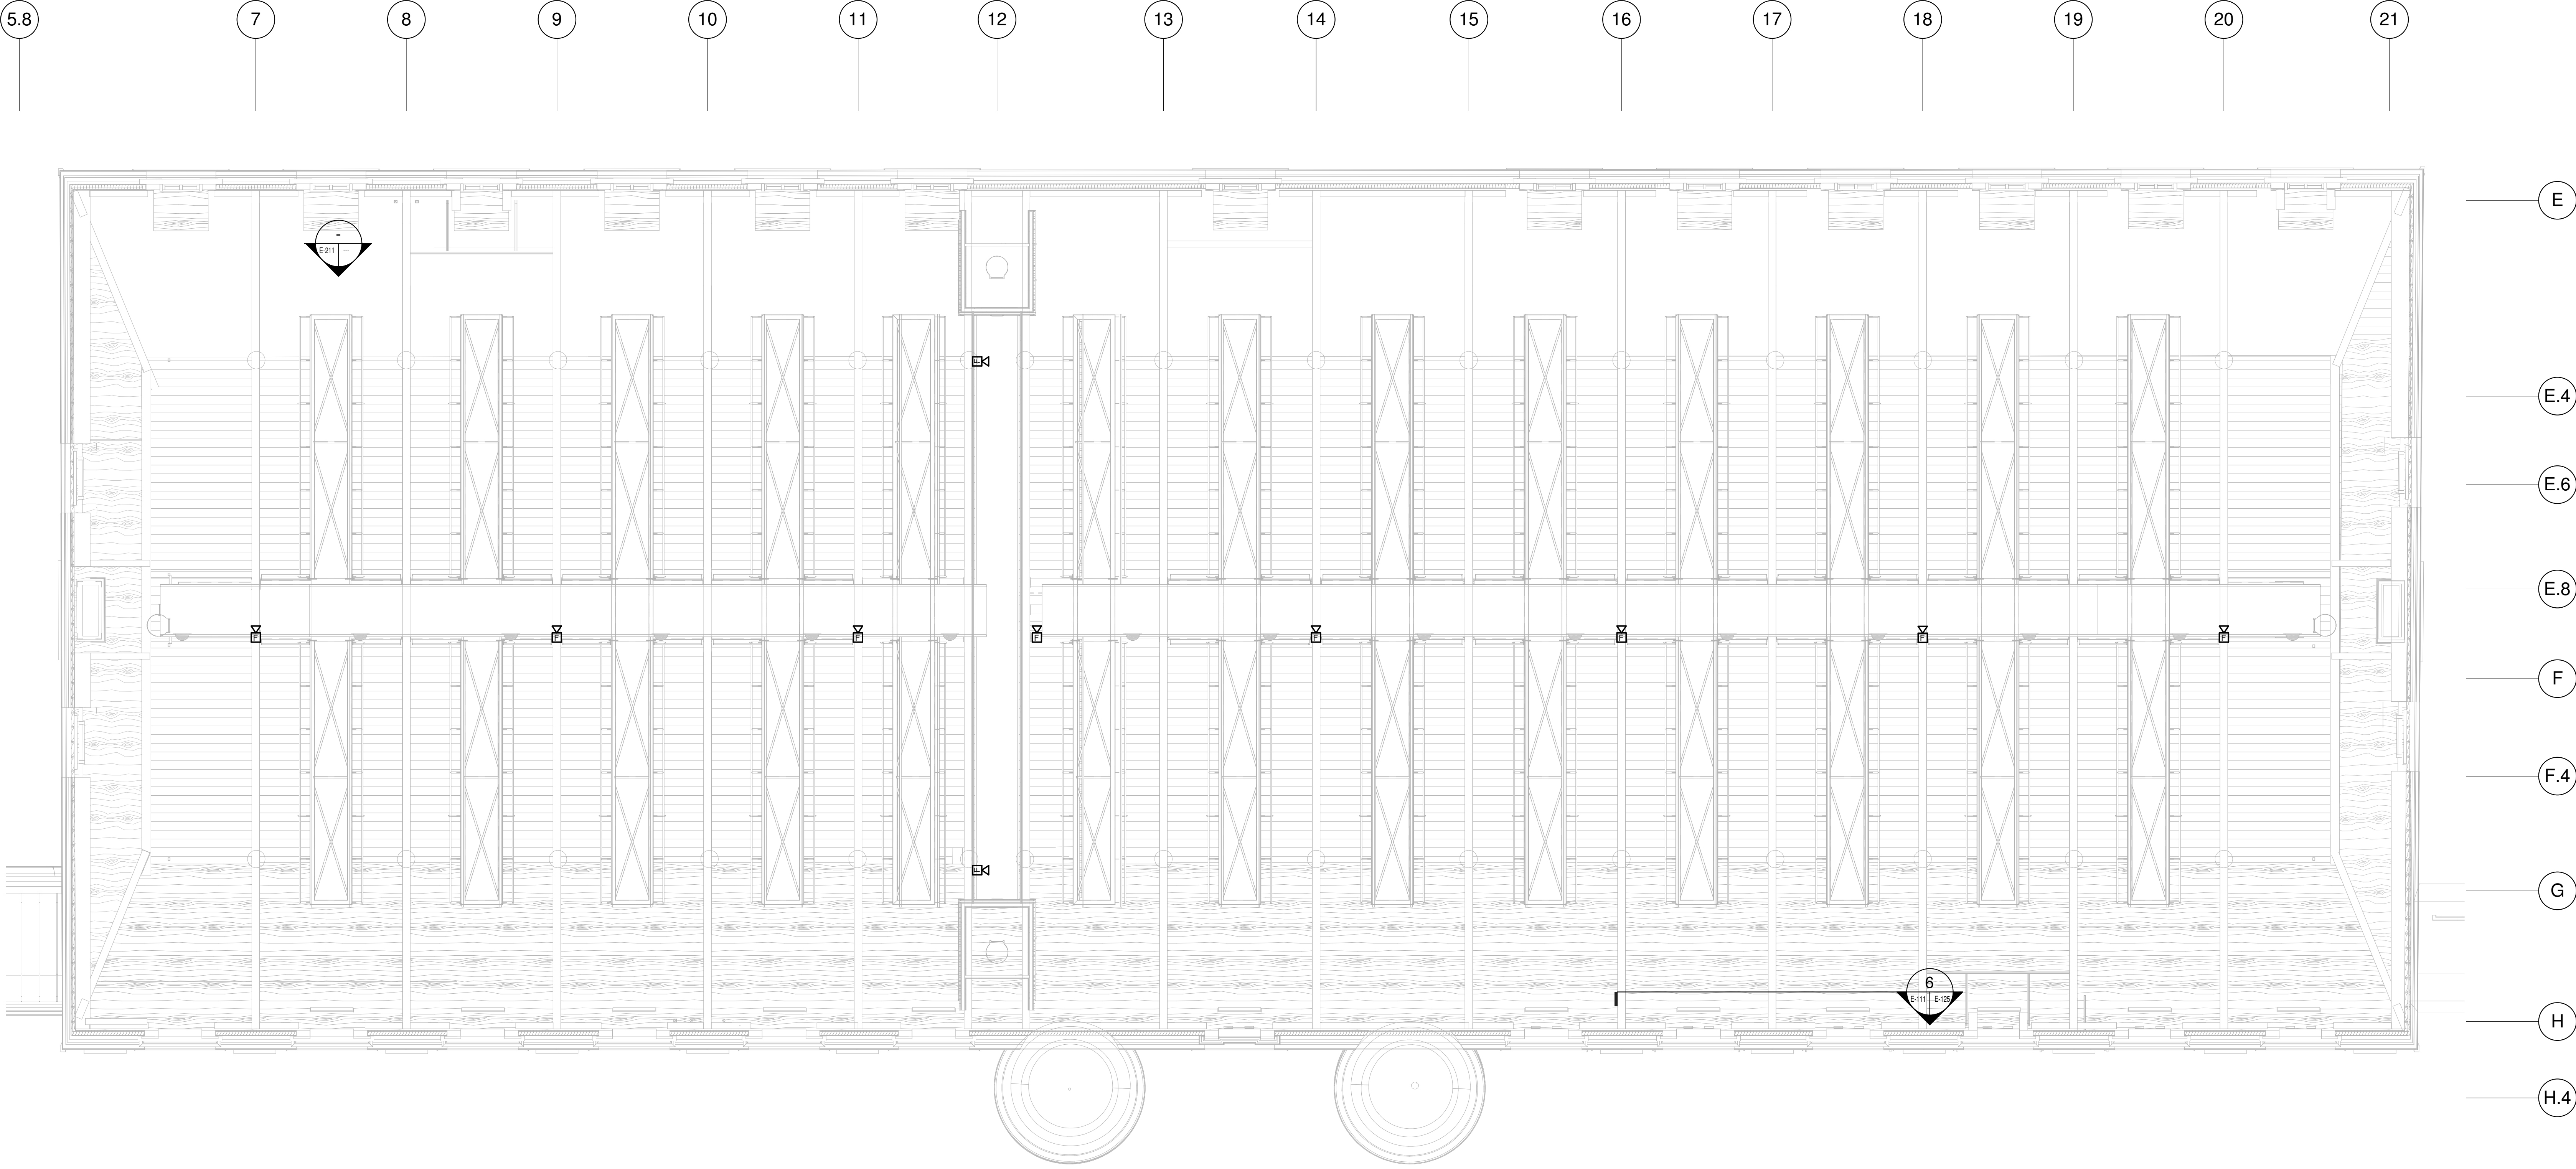 5.8 7 8 9 10 11 12 13 14 15 16 17 18 19 20 21
E
-
E-211 ---
F
E.4
E.6
E.8
F F F F F F F F
F
F.4
F
G
6
E-111 E-125
H
H.4